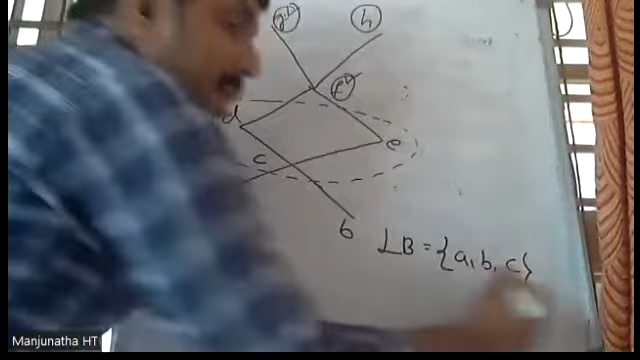 h
f
d
e
c
b
LB = {a, b, c}
Manjunatha HT